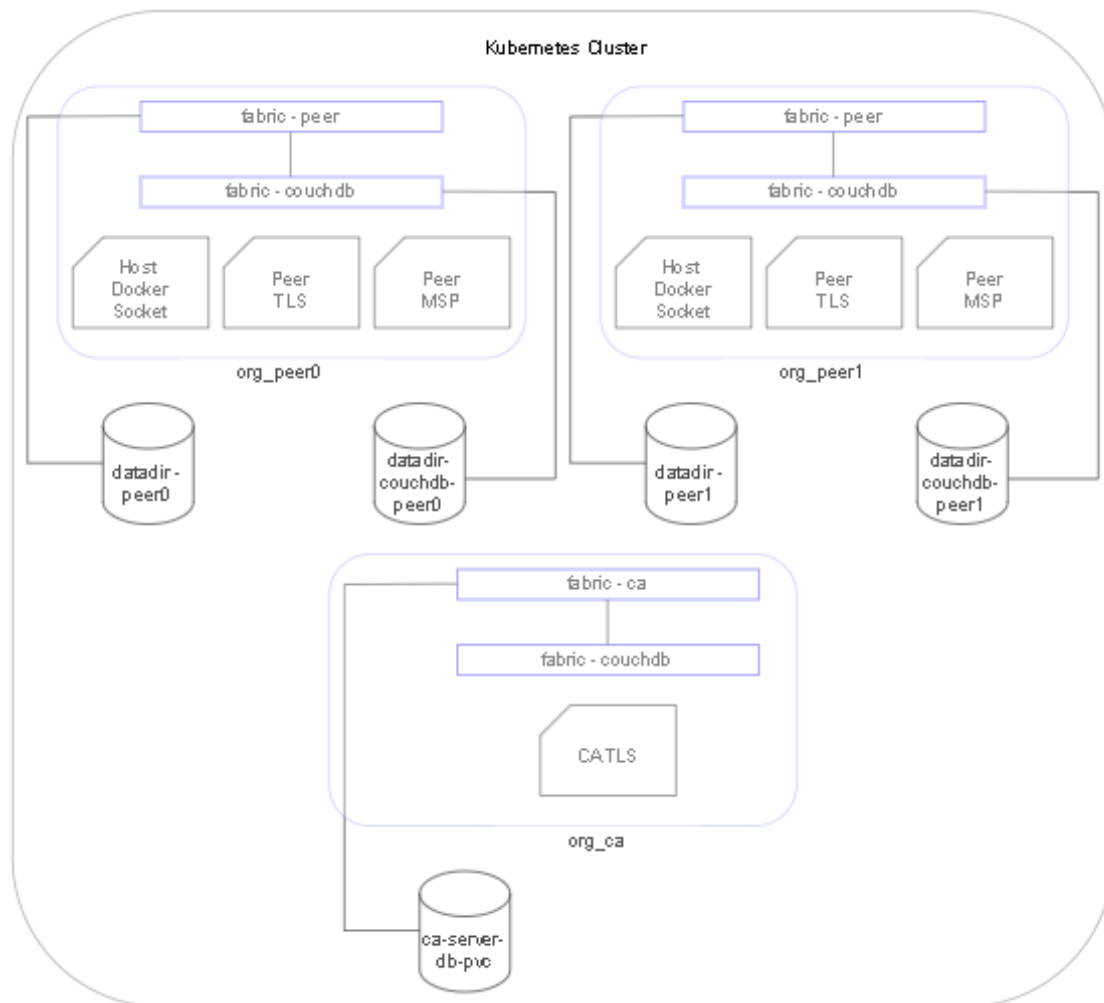 Kubernetes Cluster
fabric - peer
fabric - couchdb
Host
Docker
Socket
Peer
TLS
Peer
MSP
org_peer0
fabric - peer
fabric - couchdb
Host
Docker
Socket
Peer
TLS
Peer
MSP
org_peer1
datadir -
peer0
datadir-
couchdb-
peer0
datadir -
peer1
datadir-
couchdb-
peer1
fabric - ca
fabric - couchdb
CATLS
org_ca
ca-server-
db-pvc